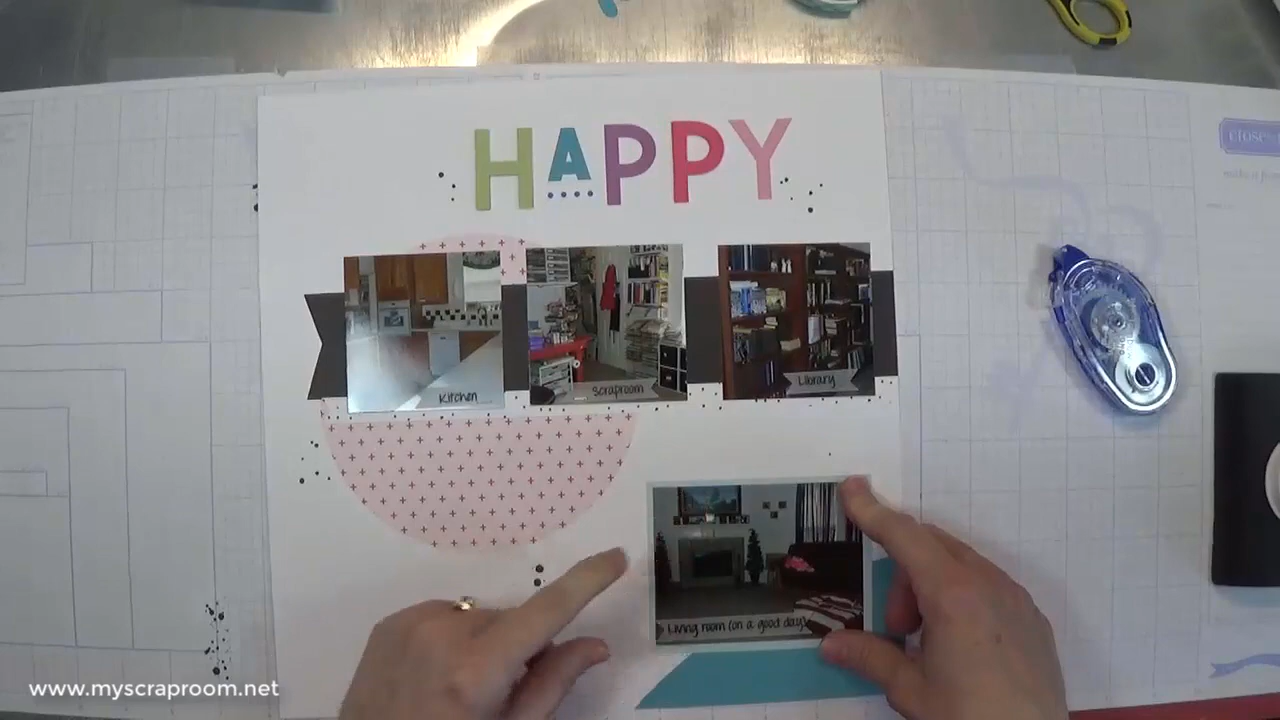 HAPPY
Kitchen
Scraproom
Library
Living room (on a good day)
www.myscraproom.net